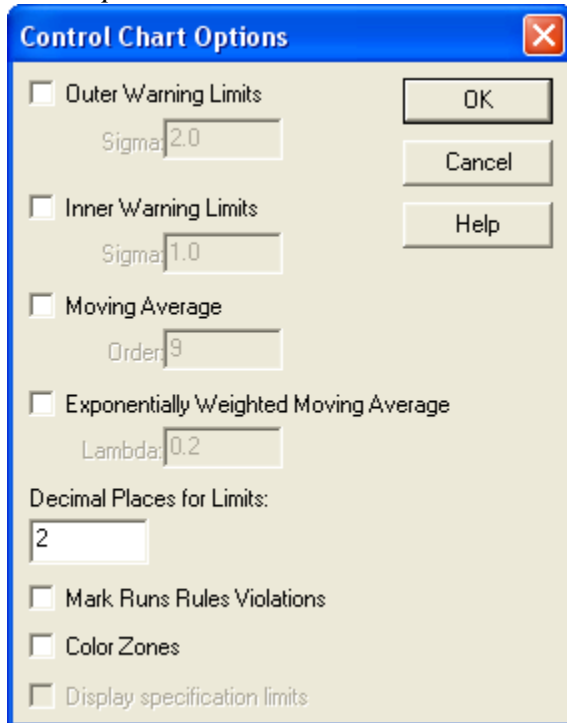 Control Chart Options
Outer Warning Limits
OK
Sigma: 2.0
Cancel
Inner Warning Limits
Help
Sigma: 1.0
Moving Average
Order: 9
Exponentially Weighted Moving Average
Lambda: 0.2
Decimal Places for Limits:
2
Mark Runs Rules Violations
Color Zones
Display specification limits